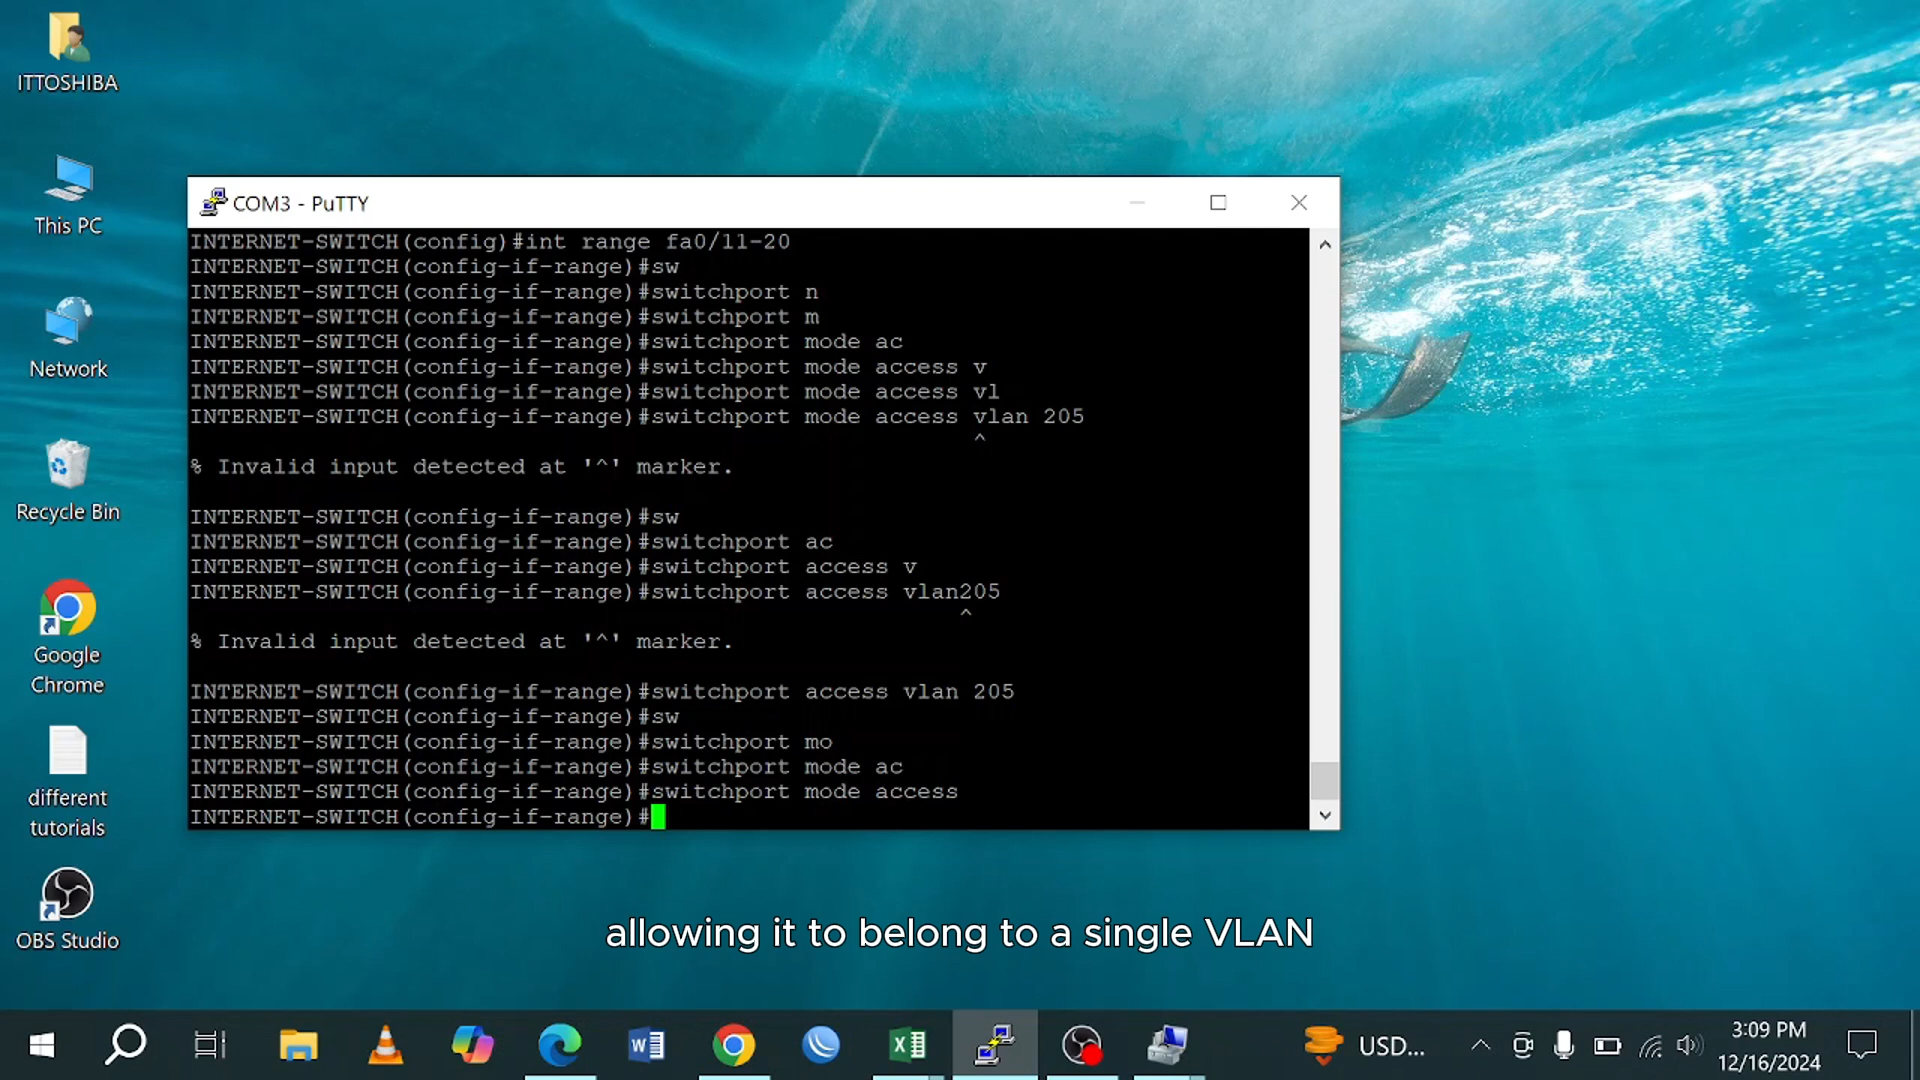 ITTOSHIBA
This PC
Network
Recycle Bin
Google
Chrome
different
tutorials
OBS Studio
COM3 - PuTTY
INTERNET-SWITCH(config)#int range fa0/11-20
INTERNET-SWITCH(config-if-range)#sw
INTERNET-SWITCH(config-if-range)#switchport n
INTERNET-SWITCH(config-if-range)#switchport m
INTERNET-SWITCH(config-if-range)#switchport mode ac
INTERNET-SWITCH(config-if-range)#switchport mode access v
INTERNET-SWITCH(config-if-range)#switchport mode access vl
INTERNET-SWITCH(config-if-range)#switchport mode access vlan 205
^
% Invalid input detected at '^' marker.
INTERNET-SWITCH(config-if-range)#sw
INTERNET-SWITCH(config-if-range)#switchport ac
INTERNET-SWITCH(config-if-range)#switchport access v
INTERNET-SWITCH(config-if-range)#switchport access vlan205
^
% Invalid input detected at '^' marker.
INTERNET-SWITCH(config-if-range)#switchport access vlan 205
INTERNET-SWITCH(config-if-range)#sw
INTERNET-SWITCH(config-if-range)#switchport mo
INTERNET-SWITCH(config-if-range)#switchport mode ac
INTERNET-SWITCH(config-if-range)#switchport mode access
INTERNET-SWITCH(config-if-range)#
allowing it to belong to a single VLAN
USD...
3:09 PM
12/16/2024